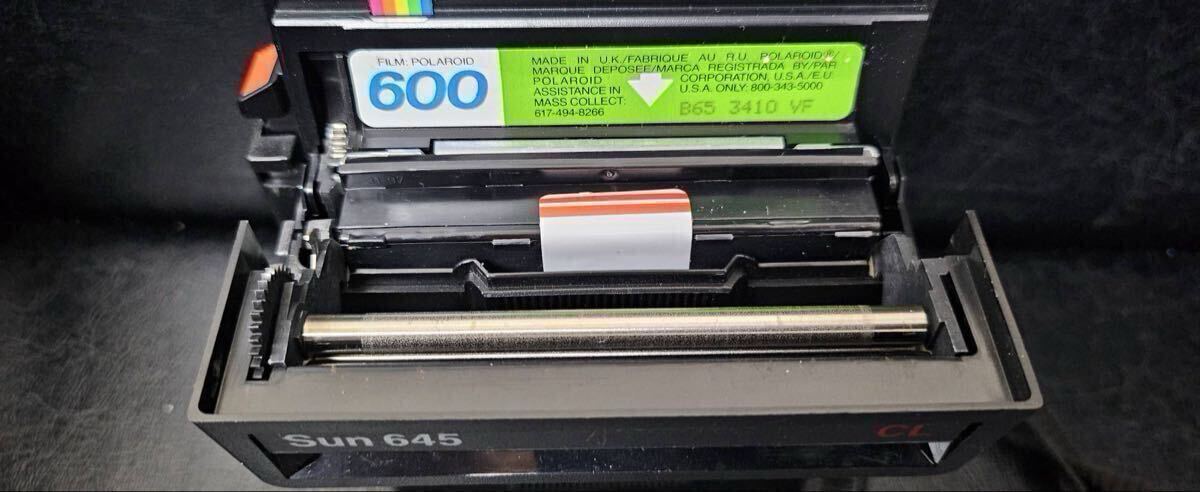 FILM: POLAROID
600
MADE IN U.K./FABRIQUE AU R.U. POLAROID®/
MARQUE DEPOSEE/MARCA REGISTRADA BY/PAR
POLAROID CORPORATION, U.S.A./E.U.
ASSISTANCE IN U.S.A. ONLY: 800-343-5000
MASS COLLECT:
617-494-8266
B65 3410 VF
Sun 645
CL